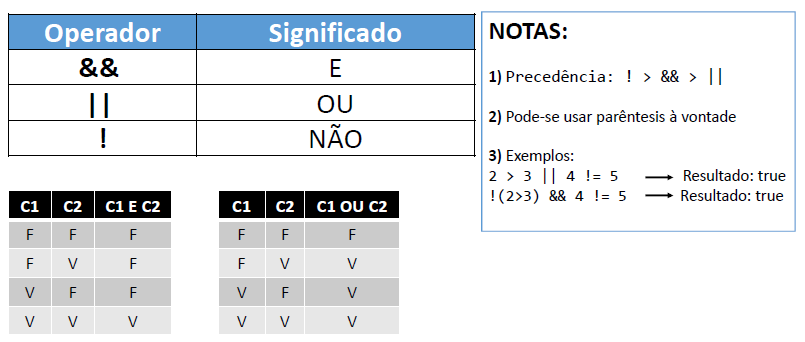 Operador Significado
&& E
|| OU
! NÃO
NOTAS:
1) Precedência: ! > && > ||
2) Pode-se usar parêntesis à vontade
3) Exemplos:
2 > 3 || 4 != 5 Resultado: true
!(2>3) && 4 != 5 Resultado: true
C1 C2 C1 E C2
F F F
F V F
V F F
V V V
C1 C2 C1 OU C2
F F F
F V V
V F V
V V V